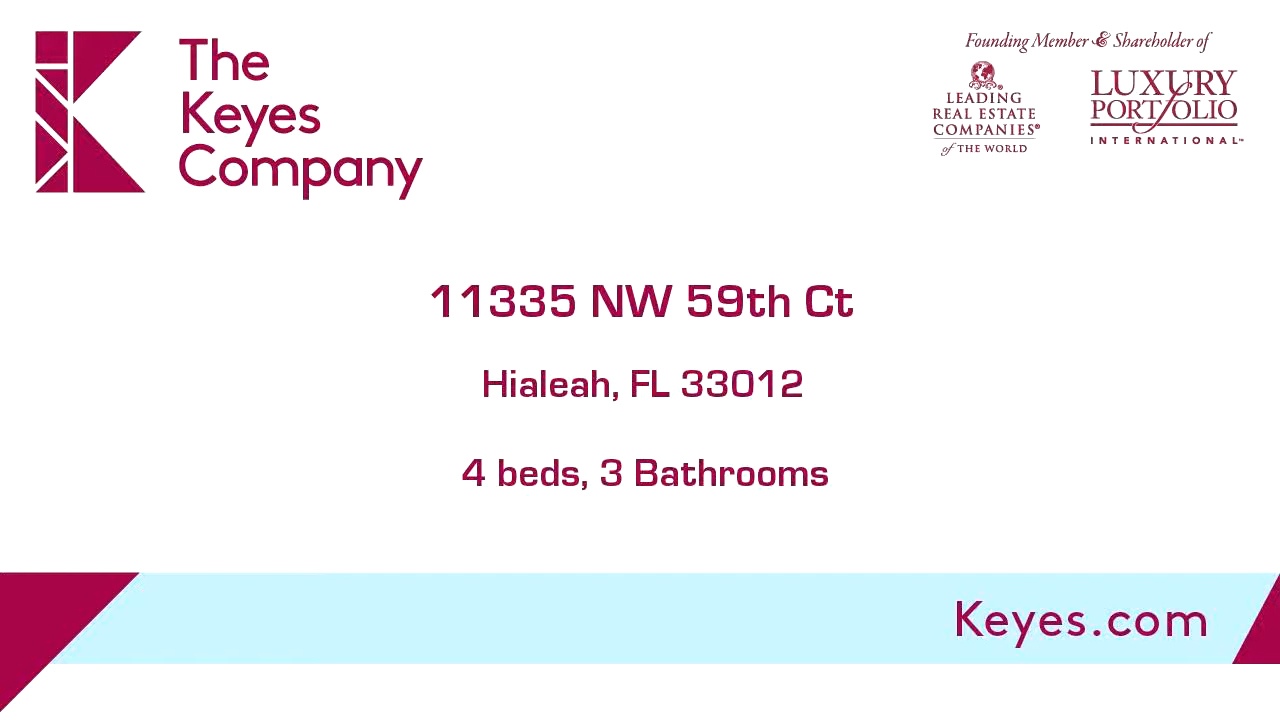 The
Keyes
Company
Founding Member & Shareholder of
LEADING
REAL ESTATE
COMPANIES®
of THE WORLD
LUXURY
PORTFOLIO
INTERNATIONAL™
11335 NW 59th Ct
Hialeah, FL 33012
4 beds, 3 Bathrooms
Keyes.com